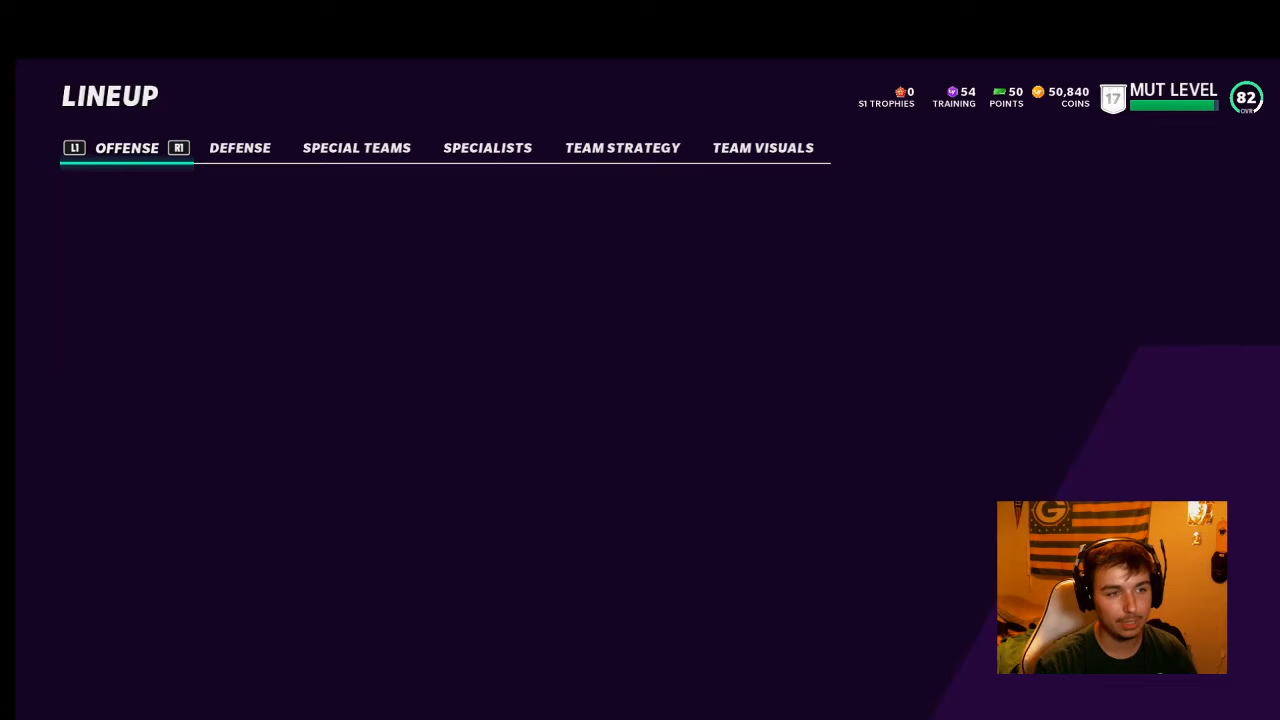 LINEUP
0 54 50 50,840 17 MUT LEVEL 82
S1 TROPHIES TRAINING POINTS COINS OVR
L1 OFFENSE R1 DEFENSE SPECIAL TEAMS SPECIALISTS TEAM STRATEGY TEAM VISUALS
G